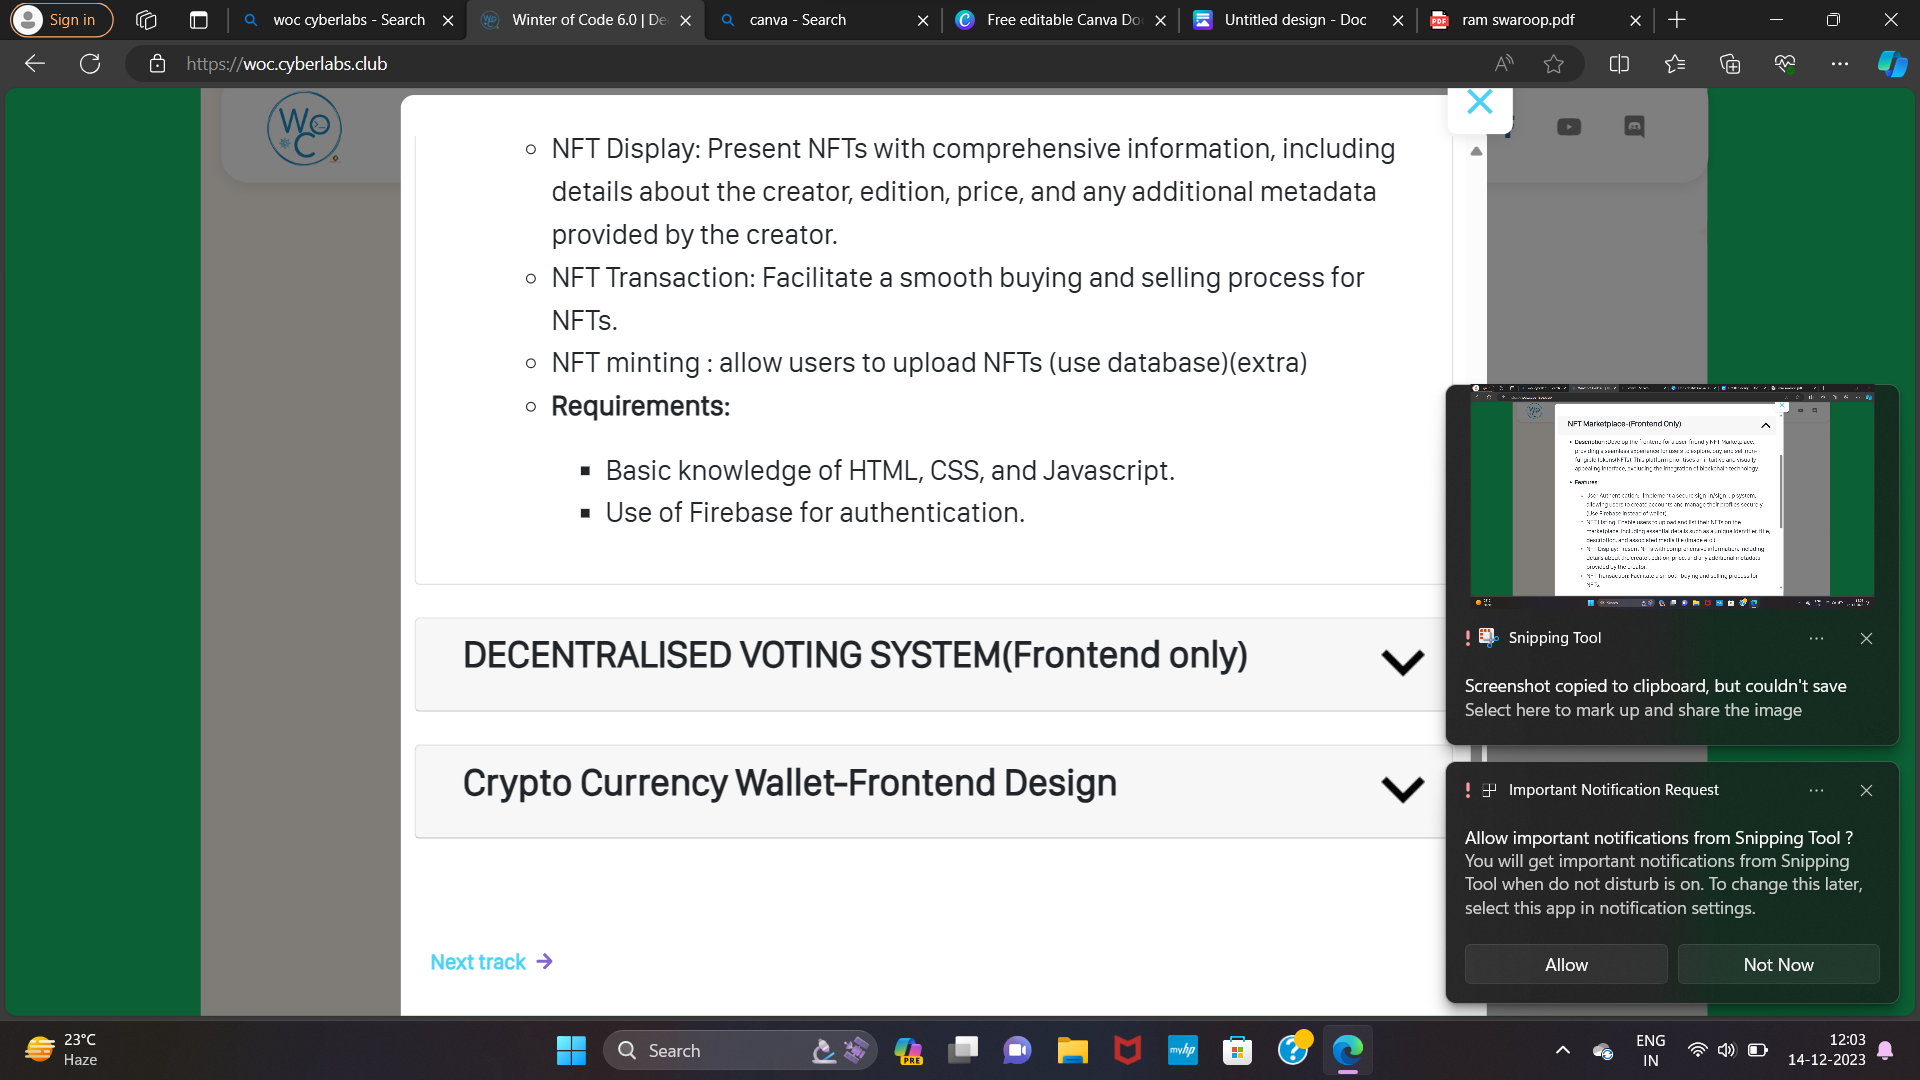 Sign in
woc cyberlabs - Search
Winter of Code 6.0 | De
canva - Search
Free editable Canva Do
Untitled design - Doc
ram swaroop.pdf
https://woc.cyberlabs.club
NFT Display: Present NFTs with comprehensive information, including
details about the creator, edition, price, and any additional metadata
provided by the creator.
NFT Transaction: Facilitate a smooth buying and selling process for
NFTs.
NFT minting : allow users to upload NFTs (use database)(extra)
Requirements:
Basic knowledge of HTML, CSS, and Javascript.
Use of Firebase for authentication.
DECENTRALISED VOTING SYSTEM(Frontend only)
Crypto Currency Wallet-Frontend Design
Next track
NFT Marketplace-(Frontend Only)
Features
Snipping Tool
Screenshot copied to clipboard, but couldn't save
Select here to mark up and share the image
Important Notification Request
Allow important notifications from Snipping Tool ?
You will get important notifications from Snipping
Tool when do not disturb is on. To change this later,
select this app in notification settings.
Allow
Not Now
23°C
Haze
Search
PRE
myhp
ENG
IN
12:03
14-12-2023